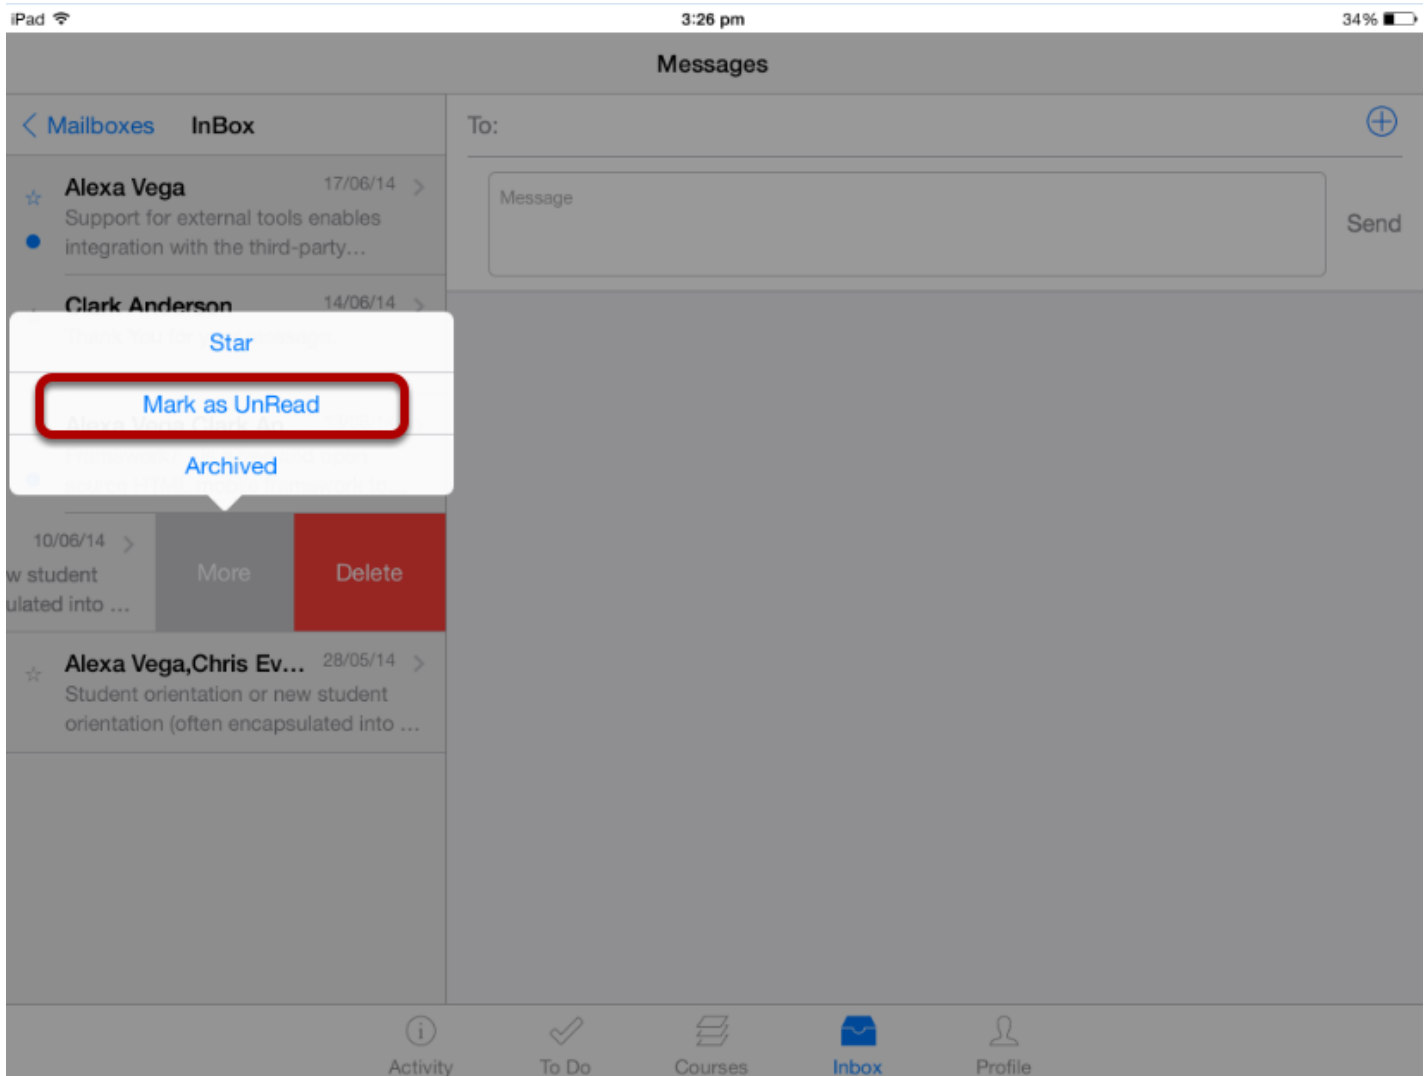 iPad 3:26 pm 34%
Messages
Mailboxes InBox
To:
Alexa Vega 17/06/14
Support for external tools enables
integration with the third-party...
Message
Send
Clark Anderson 14/06/14
Star
Mark as UnRead
Archived
10/06/14
w student
ulated into ...
More
Delete
Alexa Vega,Chris Ev... 28/05/14
Student orientation or new student
orientation (often encapsulated into ...
Activity To Do Courses Inbox Profile